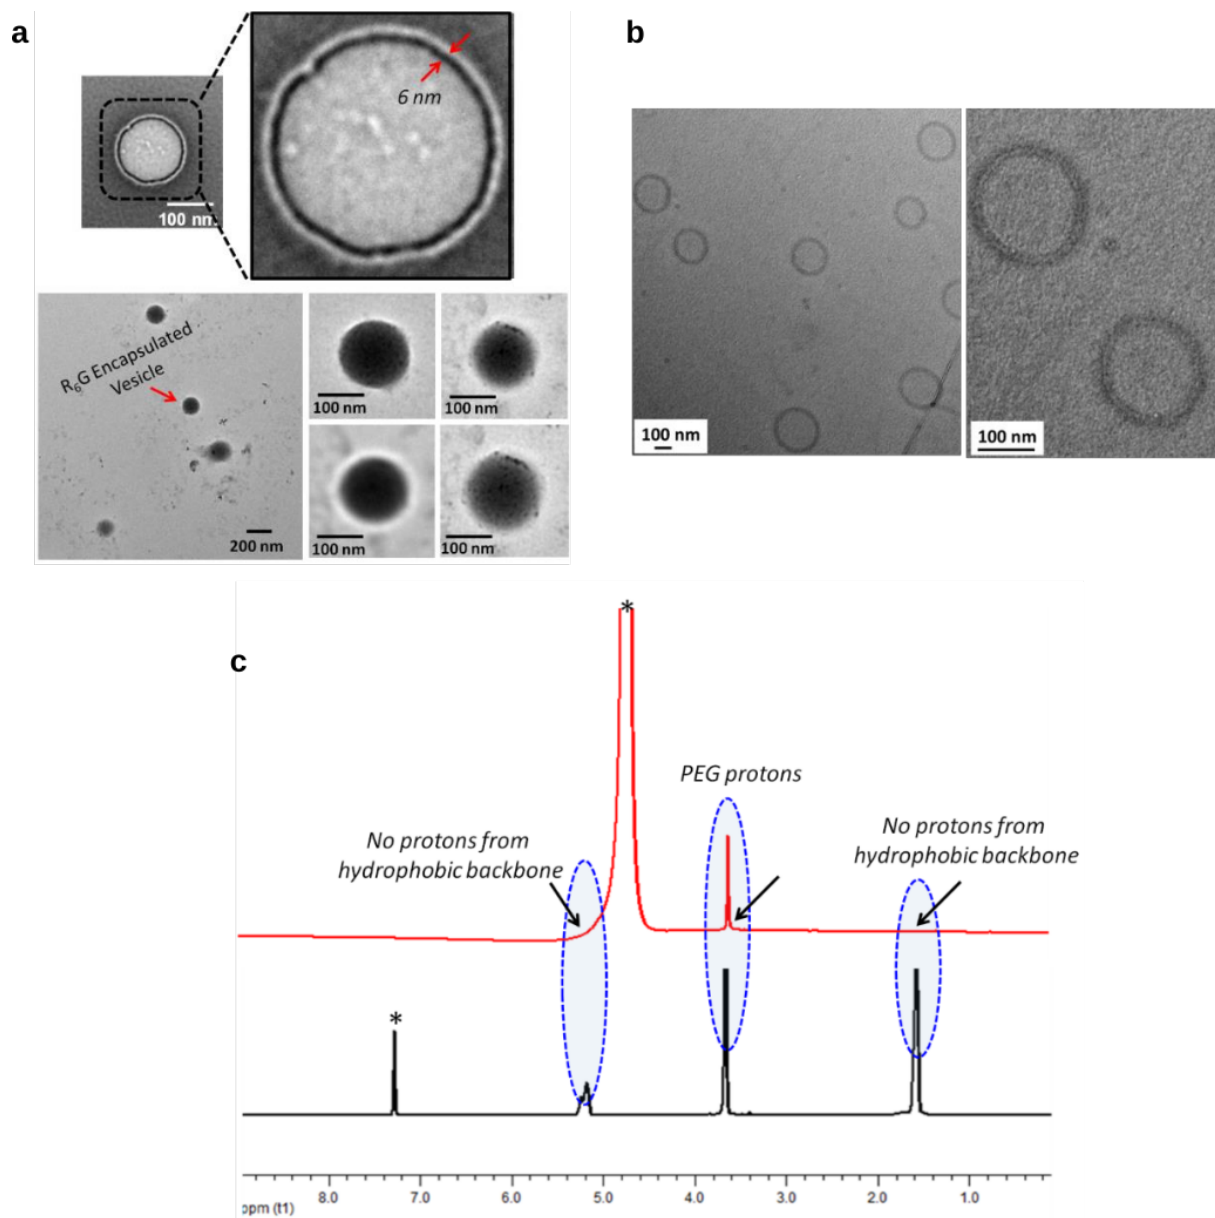 a
6 nm
100 nm
R6G Encapsulated
Vesicle
200 nm
100 nm
100 nm
100 nm
100 nm
b
100 nm
100 nm
c
*
PEG protons
No protons from
hydrophobic backbone
No protons from
hydrophobic backbone
*
8.0 7.0 6.0 5.0 4.0 3.0 2.0 1.0
ppm (t1)